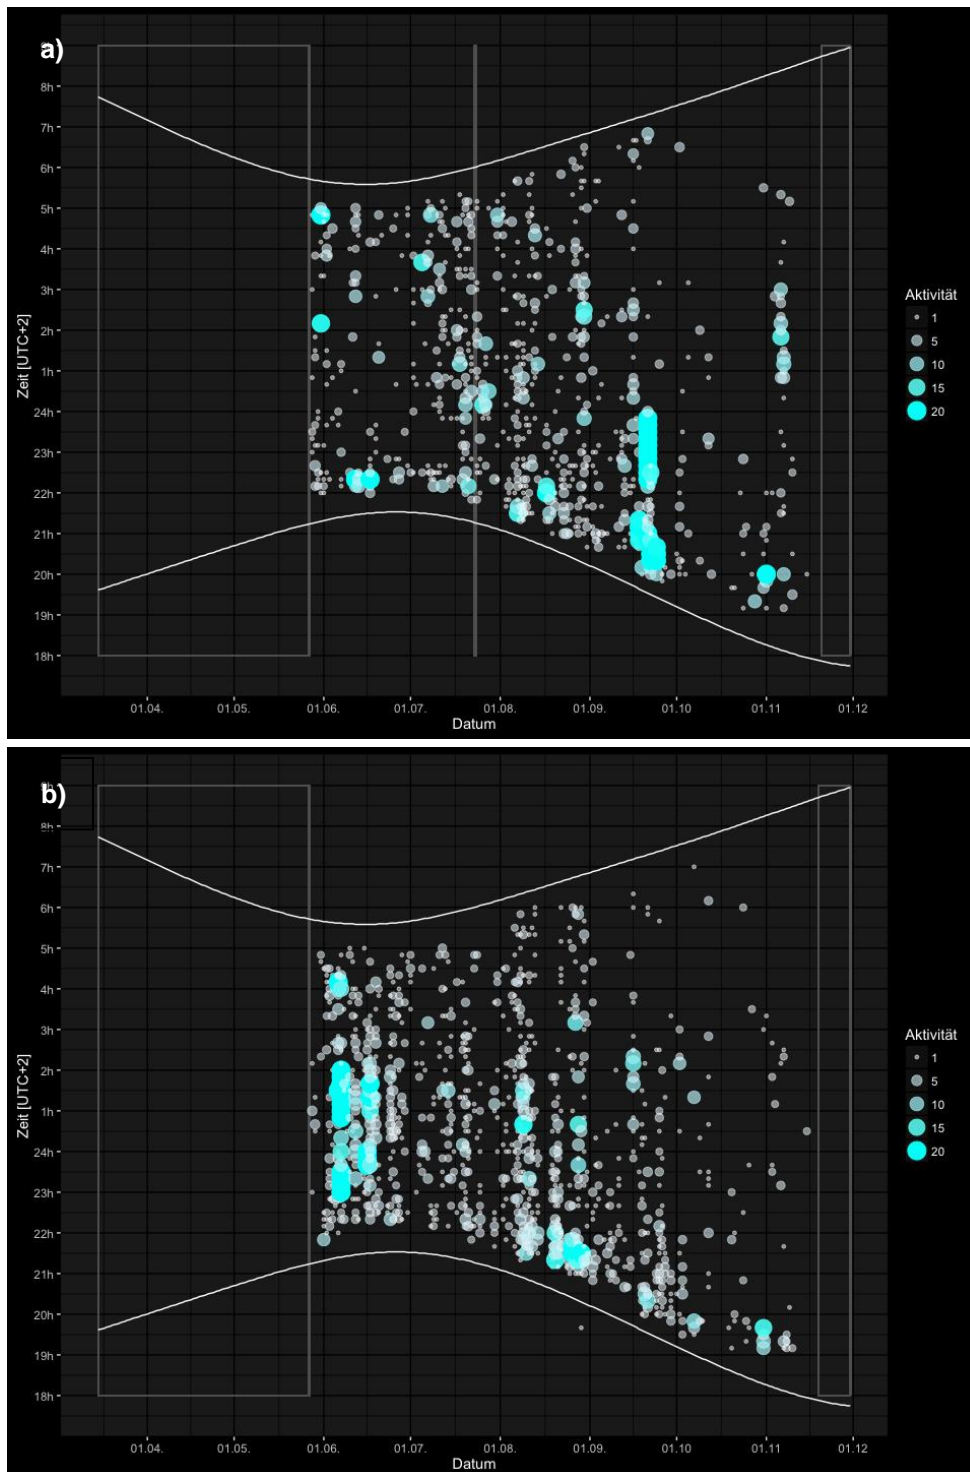 a)
8h
7h
6h
5h
4h
3h
2h
1h
24h
23h
22h
21h
20h
19h
18h
Zeit [UTC+2]
01.04. 01.05. 01.06. 01.07. 01.08. 01.09. 01.10 01.11 01.12
Datum
Aktivität
1
5
10
15
20
b)
8h
7h
6h
5h
4h
3h
2h
1h
24h
23h
22h
21h
20h
19h
18h
Zeit [UTC+2]
01.04. 01.05. 01.06. 01.07. 01.08. 01.09. 01.10 01.11 01.12
Datum
Aktivität
1
5
10
15
20